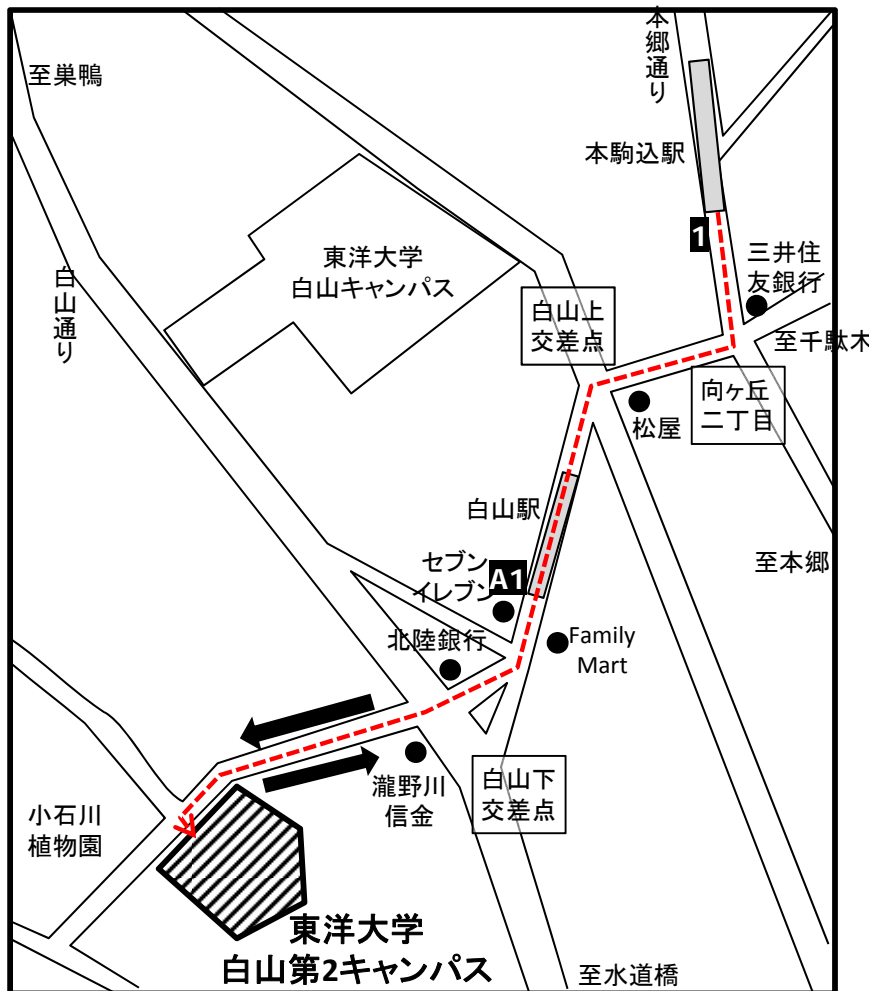 本郷通り
至巣鴨
本駒込駅
1
三井住
友銀行
東洋大学
白山キャンパス
白山通り
白山上
交差点
至千駄木
向ヶ丘
二丁目
松屋
白山駅
セブン
イレブン
A1
至本郷
北陸銀行
Family
Mart
白山下
交差点
瀧野川
信金
小石川
植物園
東洋大学
白山第2キャンパス
至水道橋